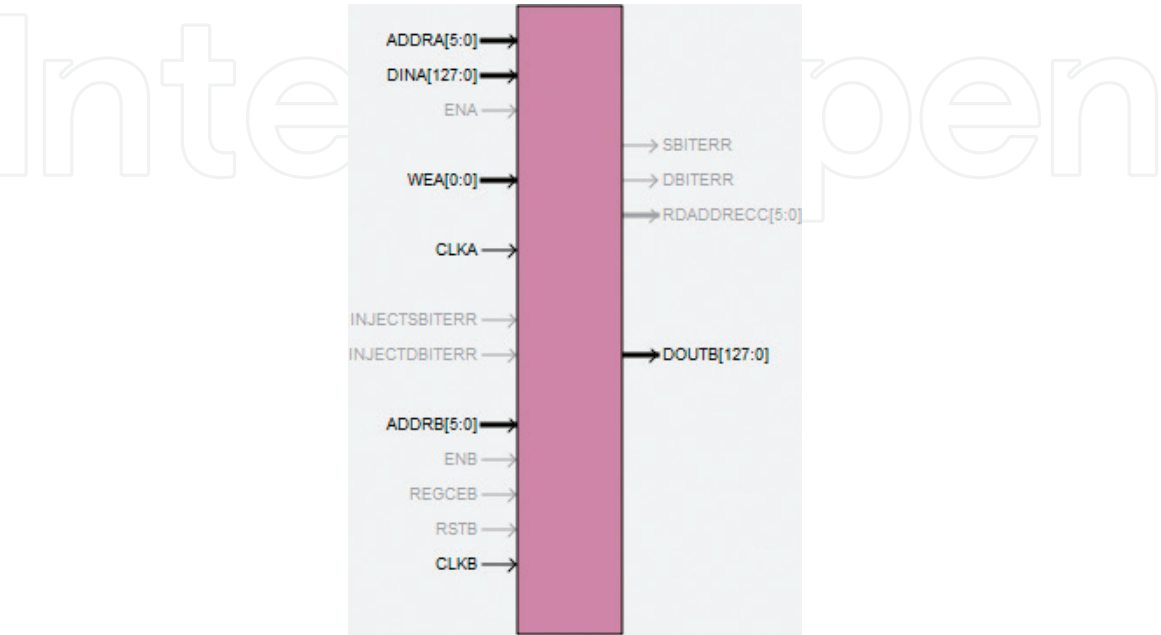 ADDRA[5:0]
DINA[127:0]
ENA
WEA[0:0]
CLKA
INJECTSBITERR
INJECTDBITERR
ADDRB[5:0]
ENB
REGCEB
RSTB
CLKB
SBITERR
DBITERR
RDADDRECC[5:0]
DOUTB[127:0]